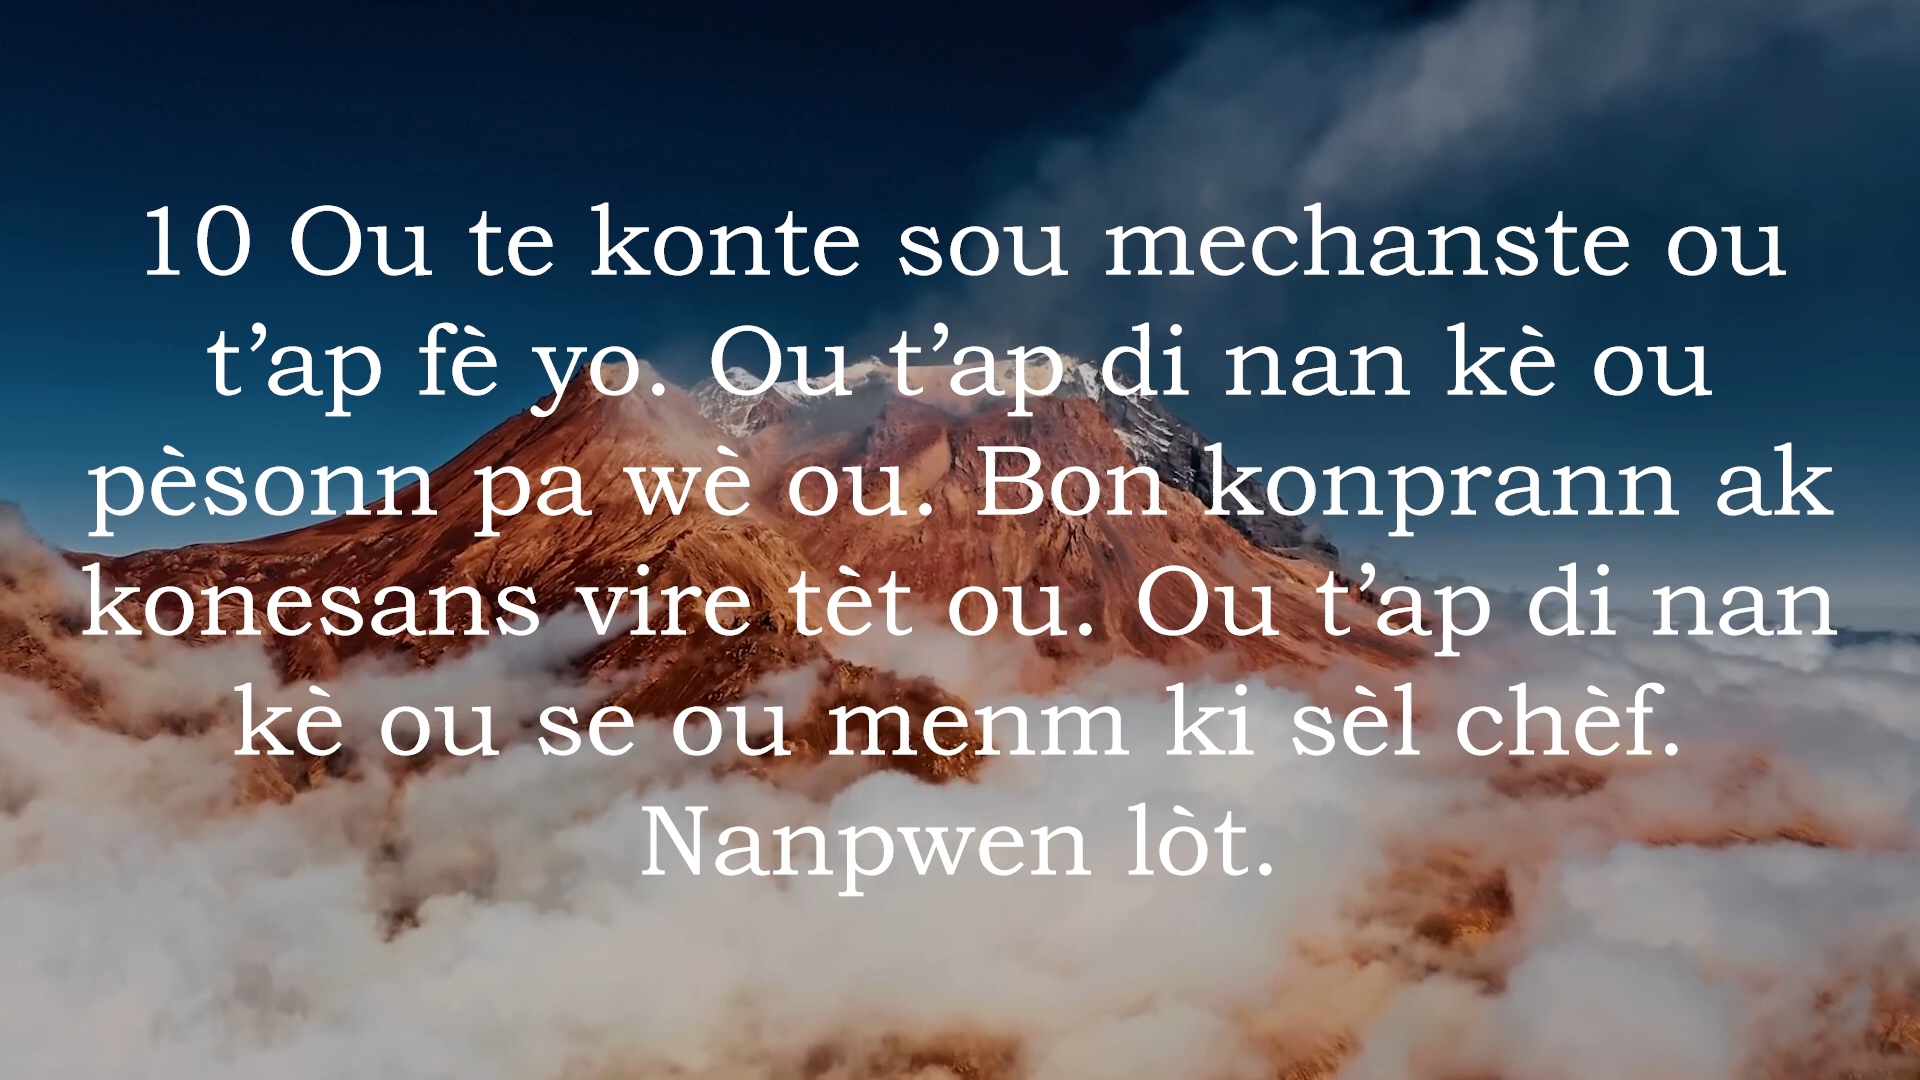 10 Ou te konte sou mechanste ou
t’ap fè yo. Ou t’ap di nan kè ou
pèsonn pa wè ou. Bon konprann ak
konesans vire tèt ou. Ou t’ap di nan
kè ou se ou menm ki sèl chèf.
Nanpwen lòt.